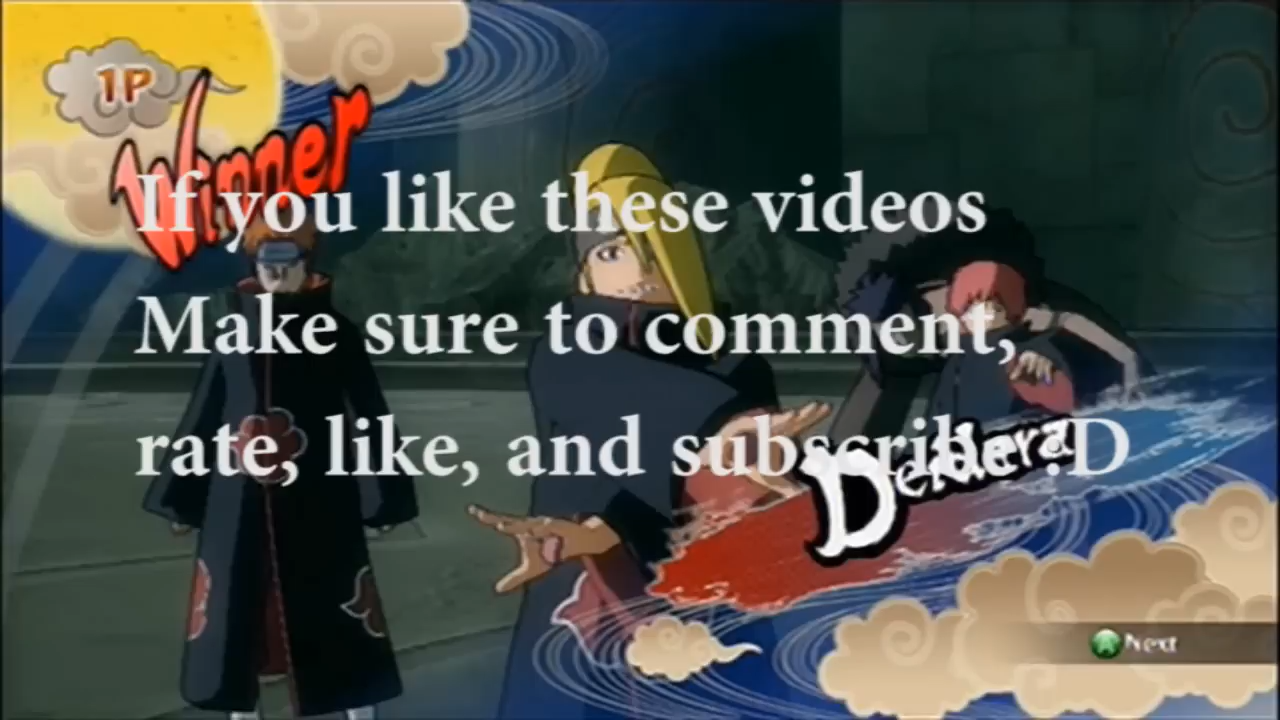 1P
Winner
If you like these videos
Make sure to comment,
rate, like, and subscribe :D
Deidara
Next